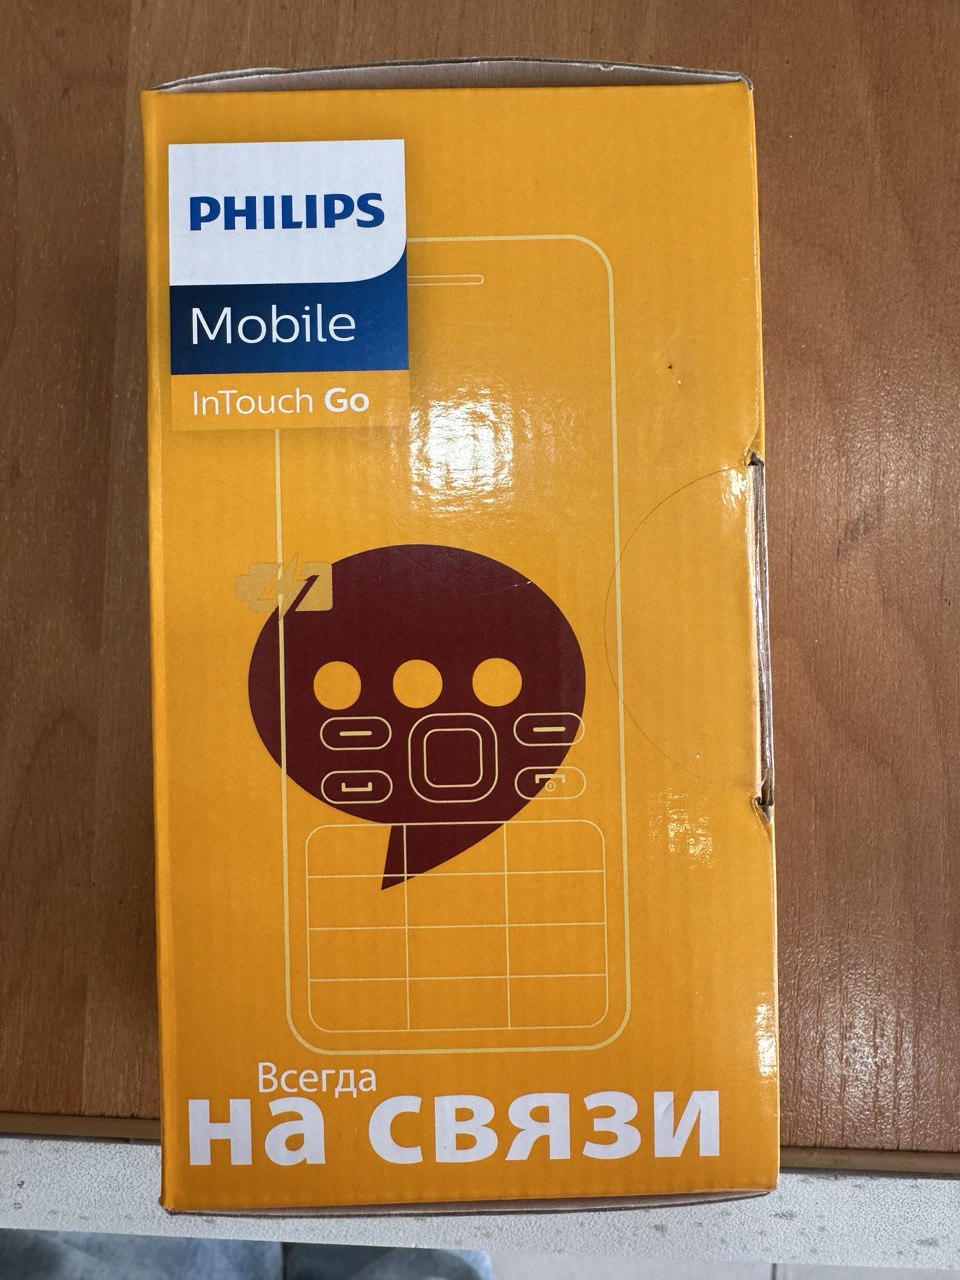 PHILIPS
Mobile
InTouch Go
Всегда
на связи